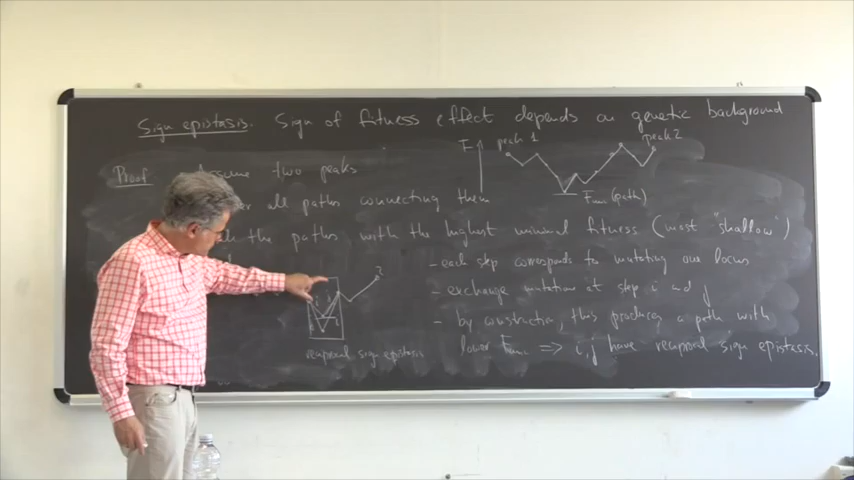 Sign epistasis. Sign of fitness effect depends on genetic background
F peak 1 peak 2
Proof Assume two peaks
all paths connecting them
F min (path)
the paths with the highest minimal fitness (most "shallow")
- each step corresponds to mutating one locus
2
- exchange mutation at step i and j
i j
- by construction, this produces a path with
lower F min => i,j have reciprocal sign epistasis.
reciprocal sign epistasis